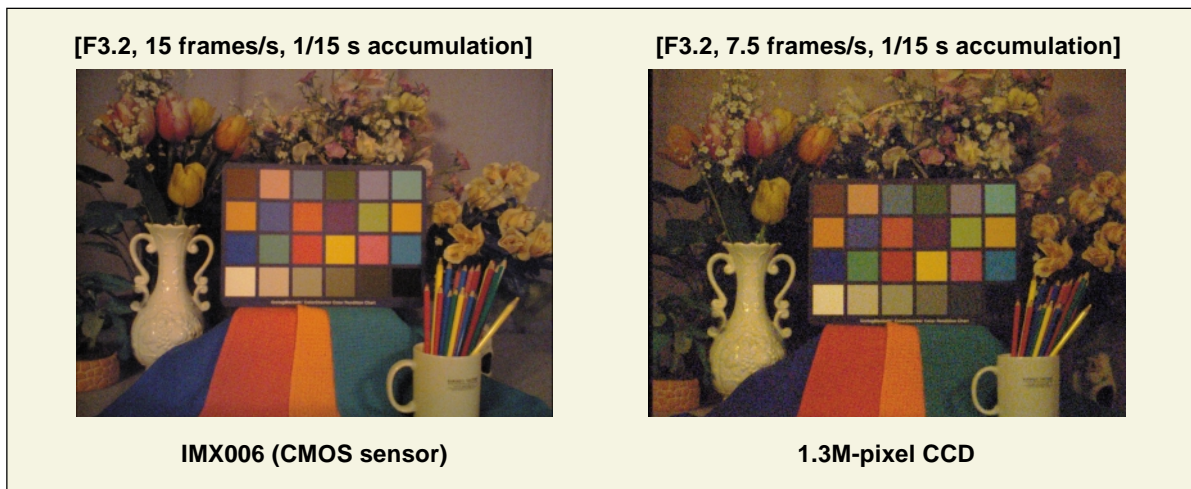 [F3.2, 15 frames/s, 1/15 s accumulation]
[F3.2, 7.5 frames/s, 1/15 s accumulation]
IMX006 (CMOS sensor)
1.3M-pixel CCD